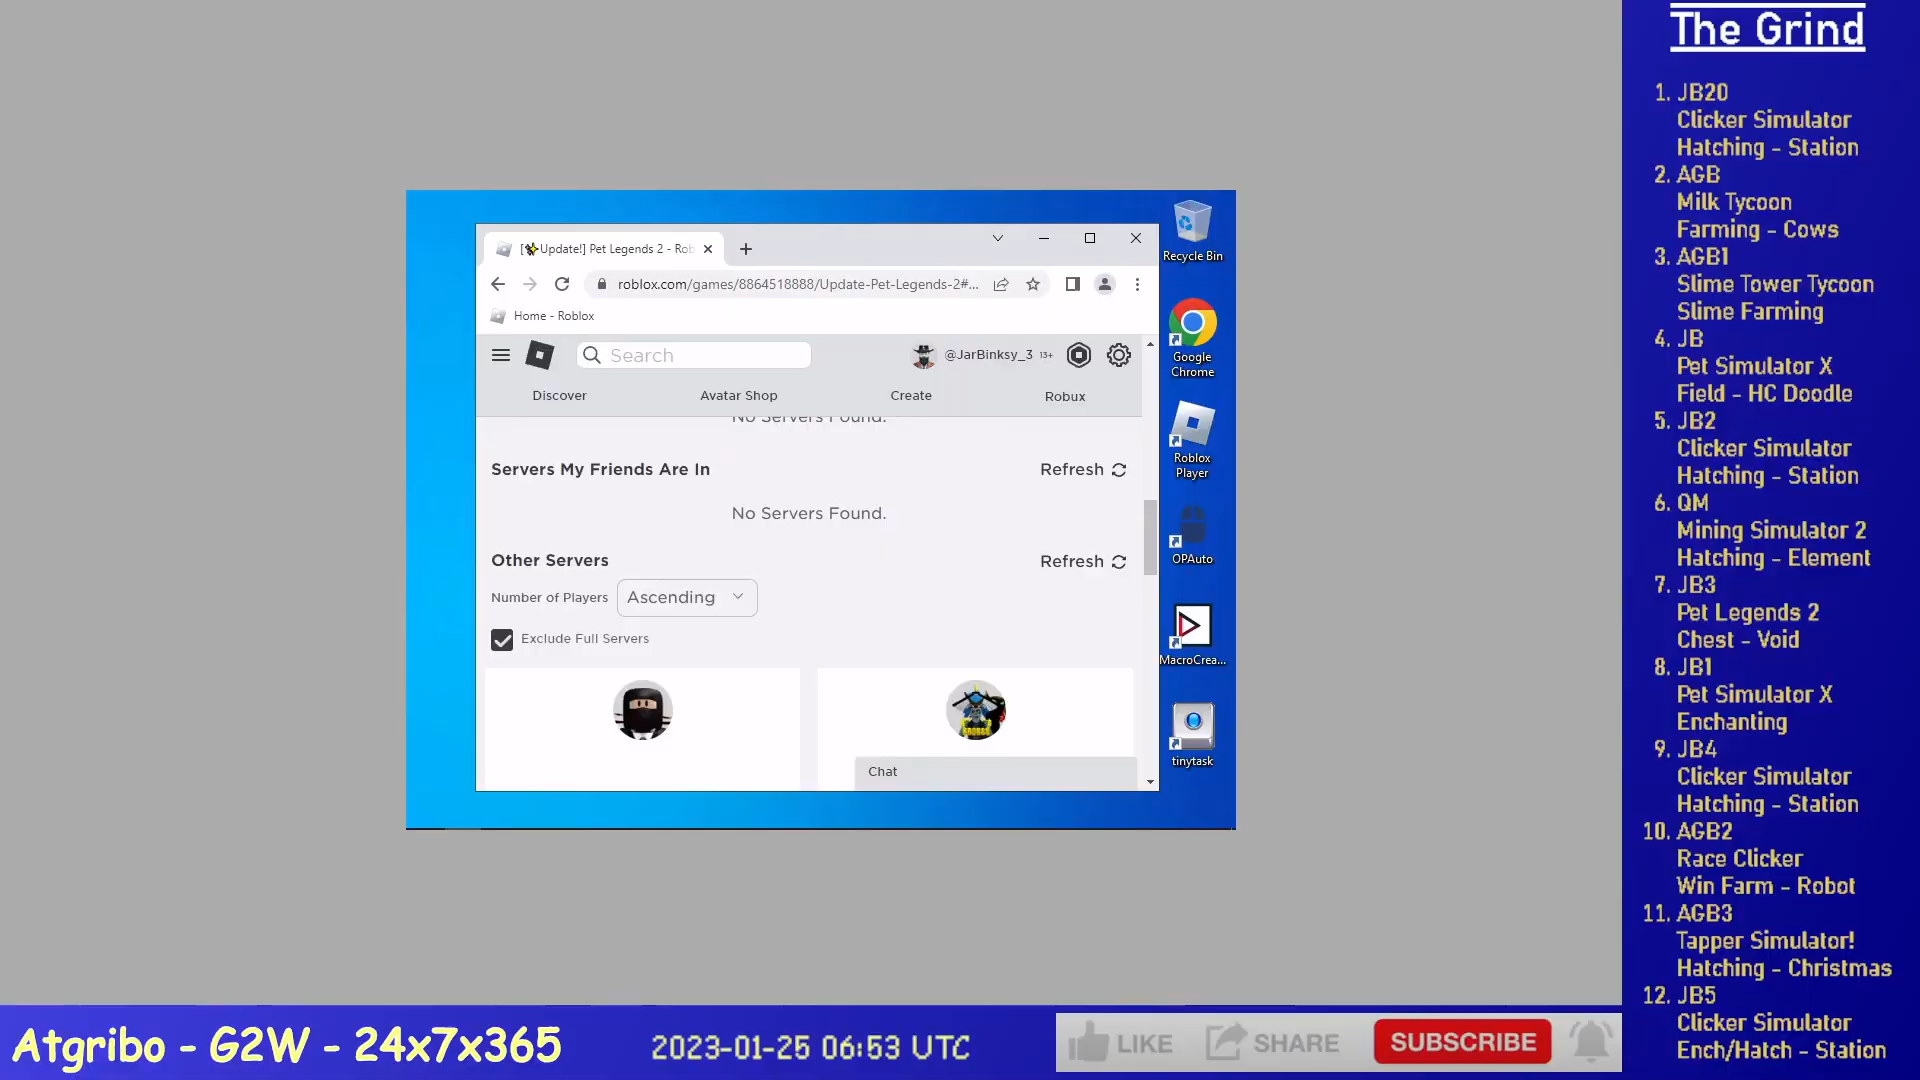 [✨Update!] Pet Legends 2 - Rob
roblox.com/games/8864518888/Update-Pet-Legends-2#...
Home - Roblox
Search
@JarBinksy_3 13+
Discover
Avatar Shop
Create
Robux
No Servers Found.
Servers My Friends Are In
Refresh
No Servers Found.
Other Servers
Refresh
Number of Players
Ascending
Exclude Full Servers
Chat
Recycle Bin
Google
Chrome
Roblox
Player
OPAuto
MacroCrea...
tinytask
The Grind
1. JB20
Clicker Simulator
Hatching - Station
2. AGB
Milk Tycoon
Farming - Cows
3. AGB1
Slime Tower Tycoon
Slime Farming
4. JB
Pet Simulator X
Field - HC Doodle
5. JB2
Clicker Simulator
Hatching - Station
6. QM
Mining Simulator 2
Hatching - Element
7. JB3
Pet Legends 2
Chest - Void
8. JB1
Pet Simulator X
Enchanting
9. JB4
Clicker Simulator
Hatching - Station
10. AGB2
Race Clicker
Win Farm - Robot
11. AGB3
Tapper Simulator!
Hatching - Christmas
12. JB5
Clicker Simulator
Ench/Hatch - Station
Atgribo - G2W - 24x7x365
2023-01-25 06:53 UTC
LIKE
SHARE
SUBSCRIBE